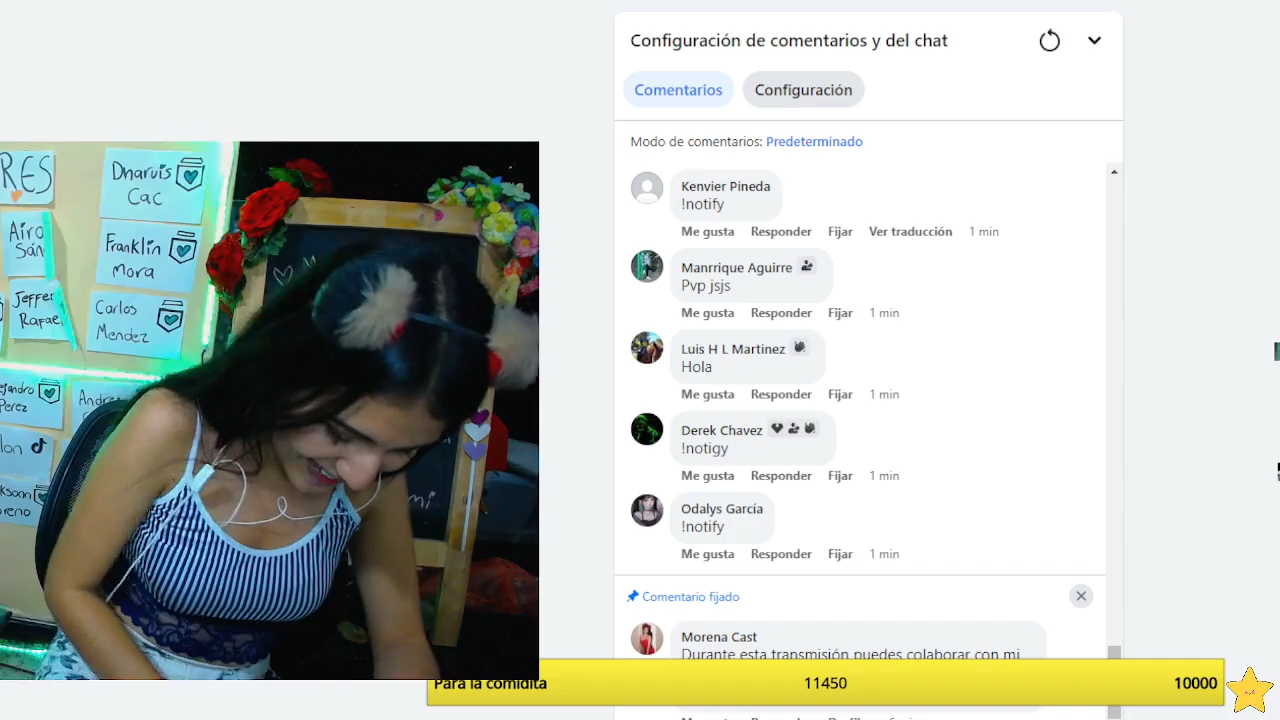 Configuración de comentarios y del chat
Comentarios
Configuración
Modo de comentarios: Predeterminado
Kenvier Pineda
!notify
Me gusta Responder Fijar Ver traducción 1 min
Manrrique Aguirre
Pvp jsjs
Me gusta Responder Fijar 1 min
Luis H L Martinez
Hola
Me gusta Responder Fijar 1 min
Derek Chavez
!notigy
Me gusta Responder Fijar 1 min
Odalys García
!notify
Me gusta Responder Fijar 1 min
Comentario fijado
Morena Cast
Durante esta transmisión puedes colaborar con mi
Para la comidita 11450 10000
RES
Dnaruis
Cac
Airo
Sán
Franklin
Mora
Jeffer
Rafae
Carlos
Mendez
Perez